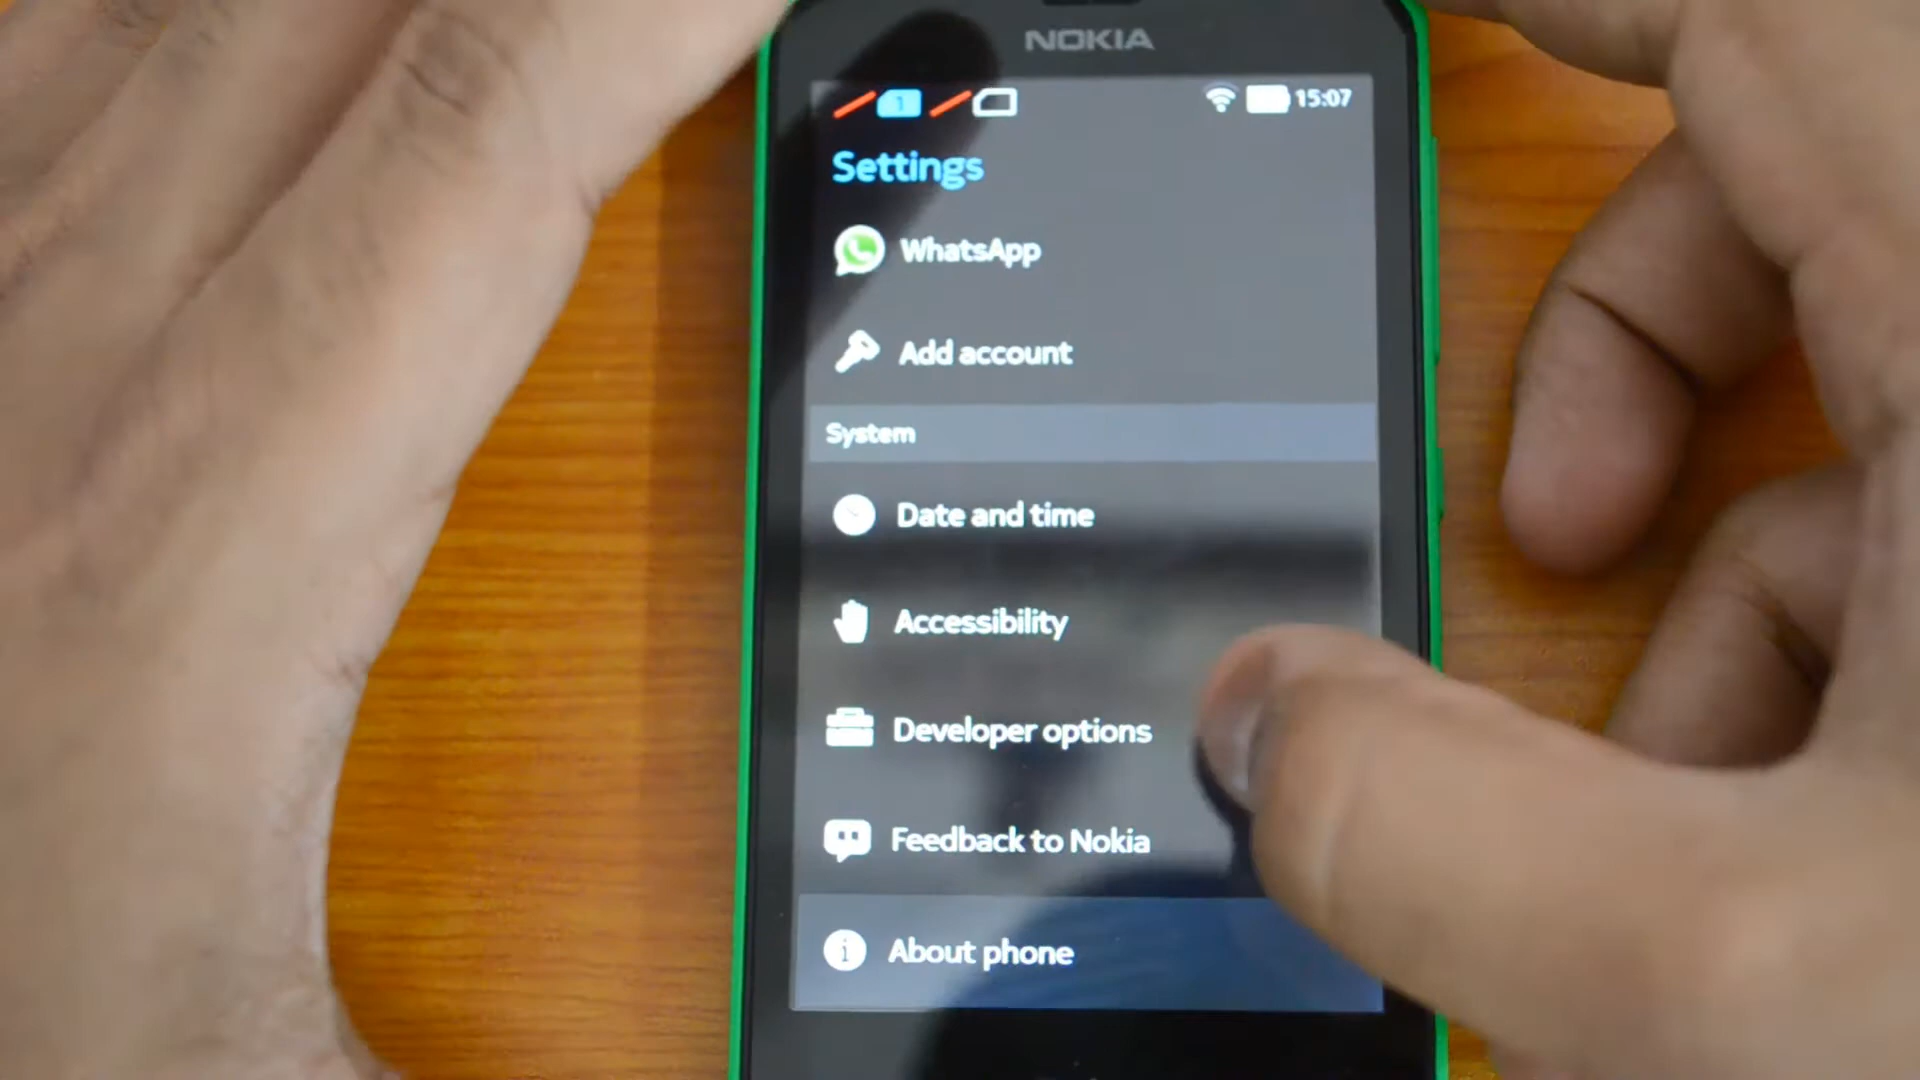 NOKIA
1
15:07
Settings
WhatsApp
Add account
System
Date and time
Accessibility
Developer options
Feedback to Nokia
About phone